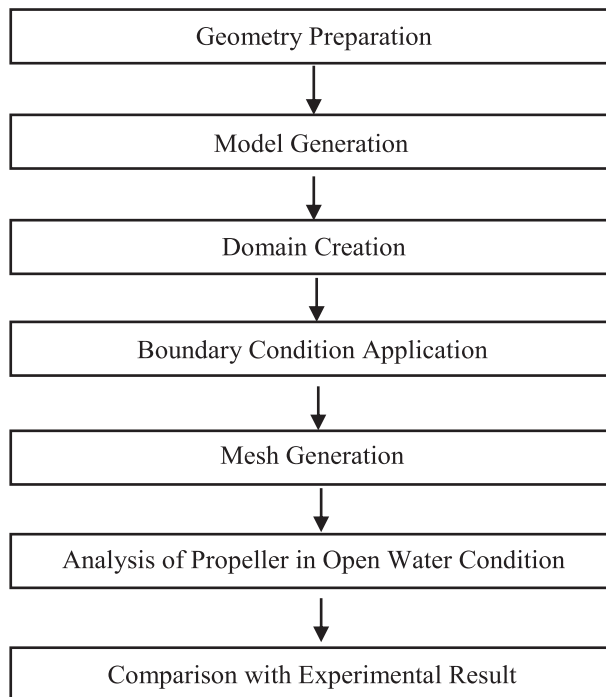 Geometry Preparation
Model Generation
Domain Creation
Boundary Condition Application
Mesh Generation
Analysis of Propeller in Open Water Condition
Comparison with Experimental Result